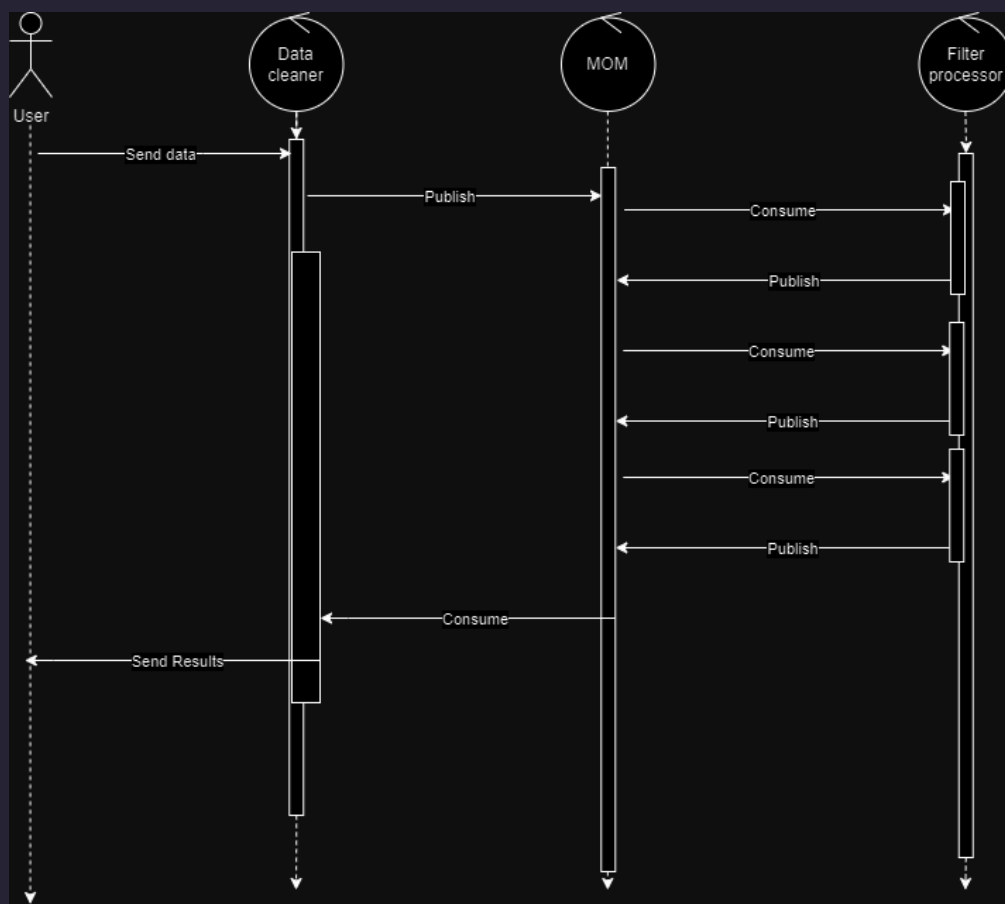 User
Data
cleaner
MOM
Filter
processor
Send data
Publish
Consume
Publish
Consume
Publish
Consume
Publish
Consume
Send Results